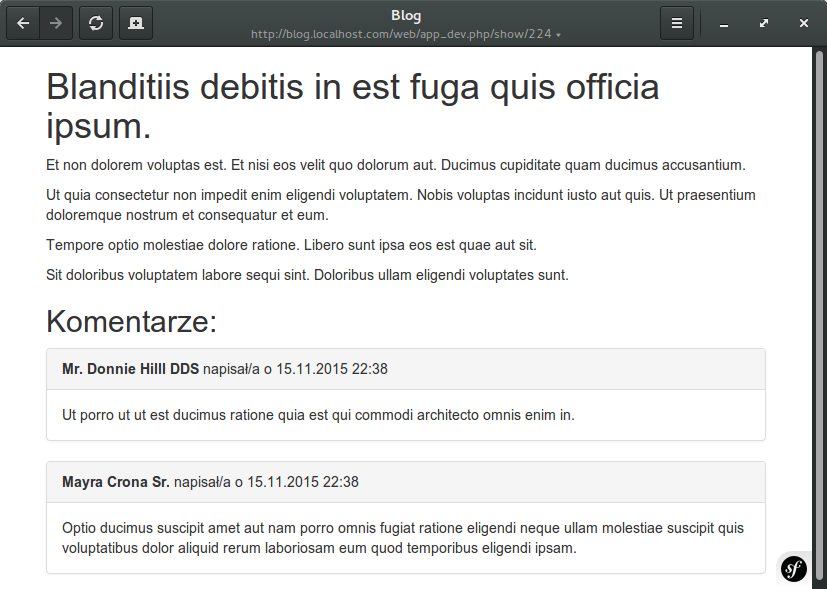 Blog
http://blog.localhost.com/web/app_dev.php/show/224
Blanditiis debitis in est fuga quis officia
ipsum.
Et non dolorem voluptas est. Et nisi eos velit quo dolorum aut. Ducimus cupiditate quam ducimus accusantium.
Ut quia consectetur non impedit enim eligendi voluptatem. Nobis voluptas incidunt iusto aut quis. Ut praesentium
doloremque nostrum et consequatur et eum.
Tempore optio molestiae dolore ratione. Libero sunt ipsa eos est quae aut sit.
Sit doloribus voluptatem labore sequi sint. Doloribus ullam eligendi voluptates sunt.
Komentarze:
Mr. Donnie Hilll DDS napisał/a o 15.11.2015 22:38
Ut porro ut ut est ducimus ratione quia est qui commodi architecto omnis enim in.
Mayra Crona Sr. napisał/a o 15.11.2015 22:38
Optio ducimus suscipit amet aut nam porro omnis fugiat ratione eligendi neque ullam molestiae suscipit quis
voluptatibus dolor aliquid rerum laboriosam eum quod temporibus eligendi ipsam.
sf